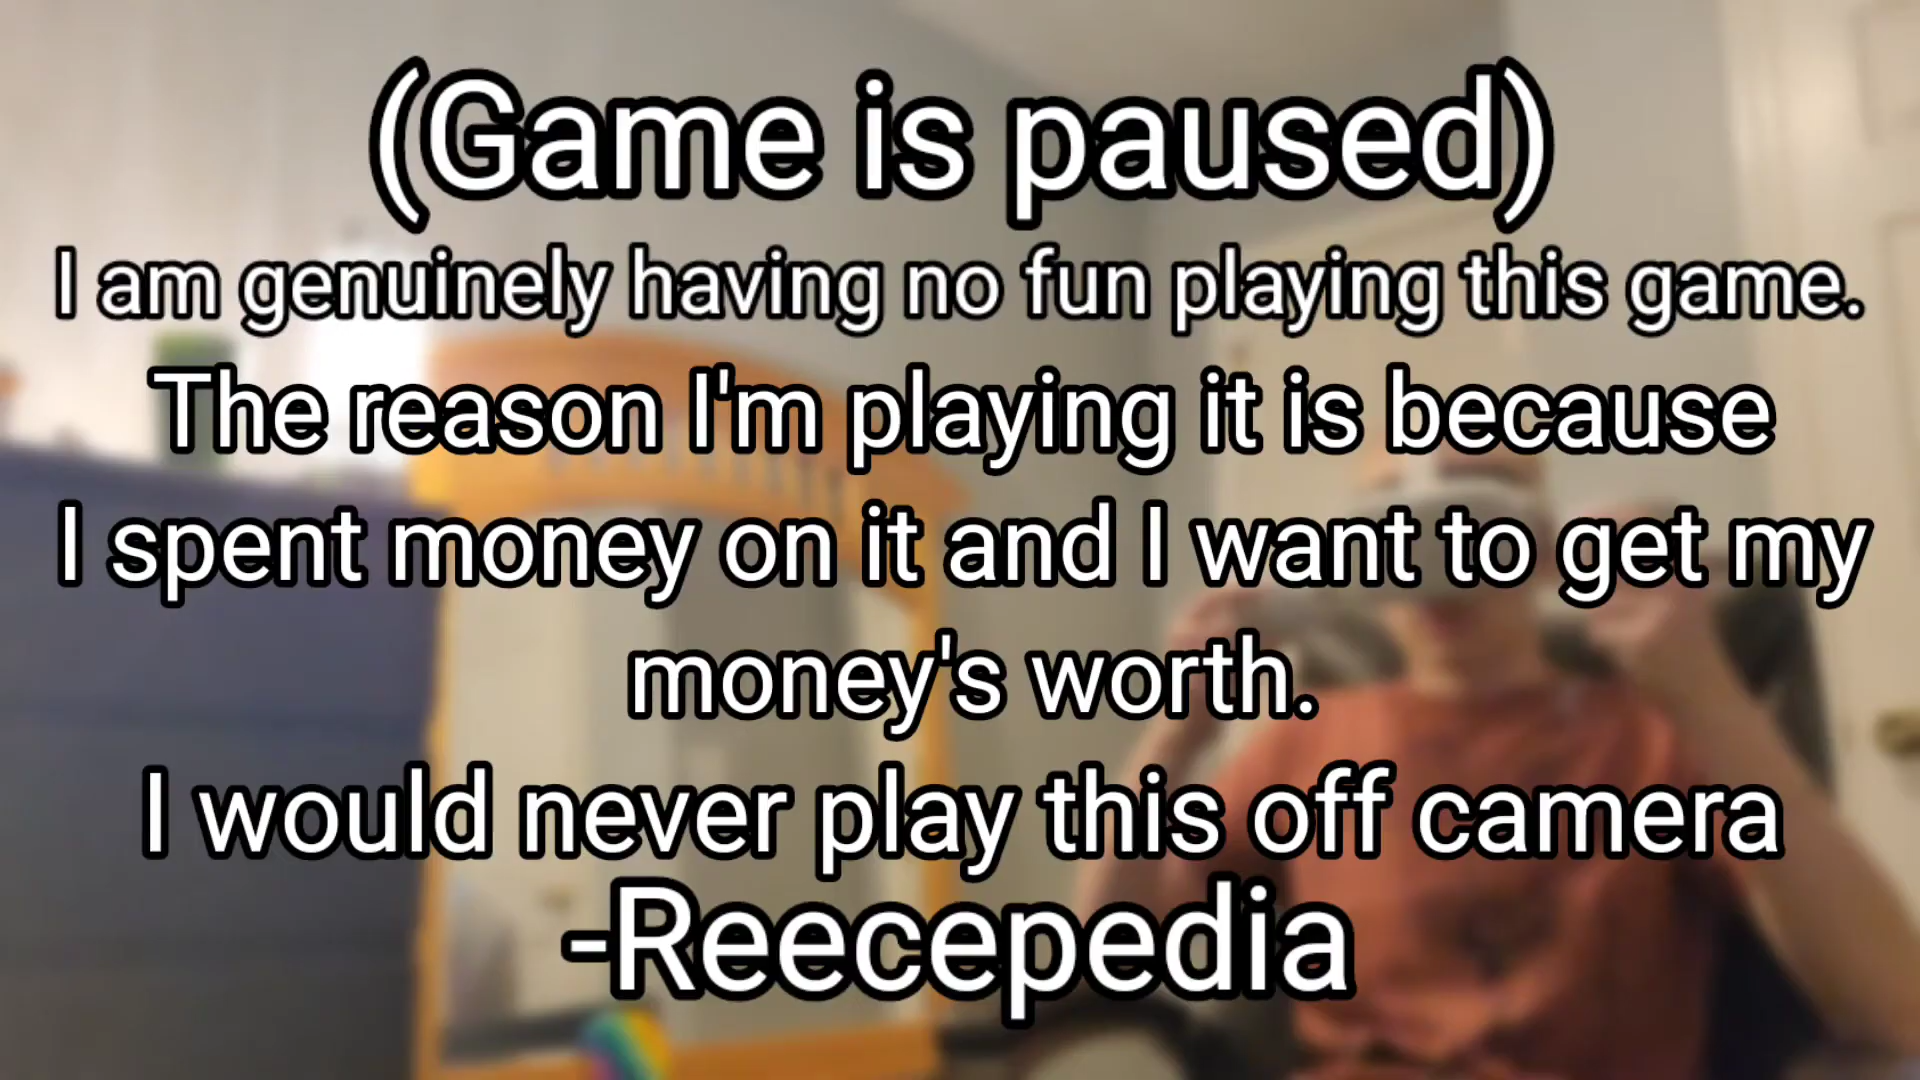 (Game is paused)
I am genuinely having no fun playing this game.
The reason I'm playing it is because
I spent money on it and I want to get my
money's worth.
I would never play this off camera
-Reecepedia